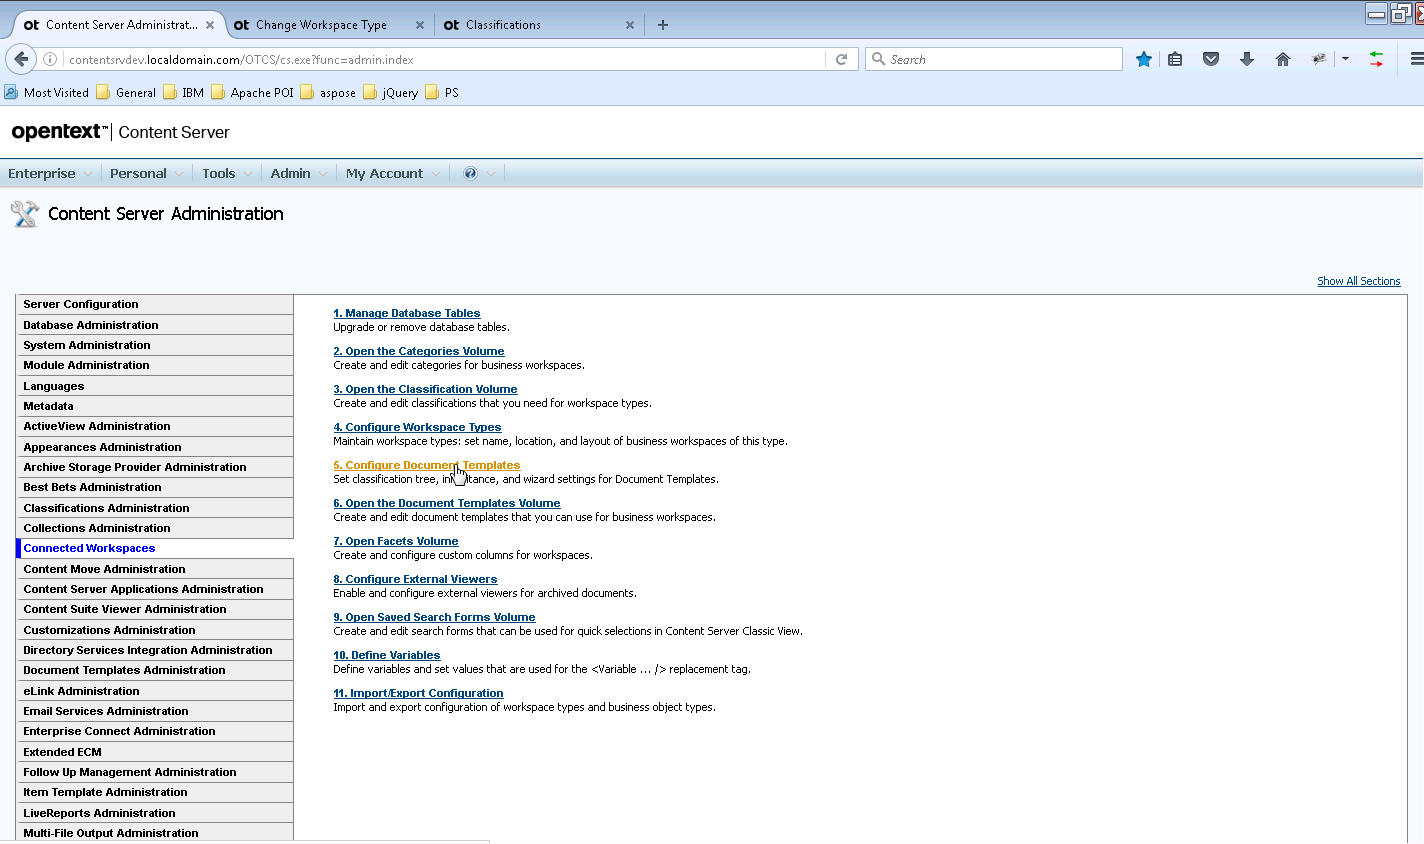 Content Server Administrat...
Change Workspace Type
Classifications
contentsrvdev.localdomain.com/OTCS/cs.exe?func=admin.index
Search
Most Visited
General
IBM
Apache POI
aspose
jQuery
PS
opentext™ | Content Server
Enterprise
Personal
Tools
Admin
My Account
Content Server Administration
Show All Sections
Server Configuration
Database Administration
System Administration
Module Administration
Languages
Metadata
ActiveView Administration
Appearances Administration
Archive Storage Provider Administration
Best Bets Administration
Classifications Administration
Collections Administration
Connected Workspaces
Content Move Administration
Content Server Applications Administration
Content Suite Viewer Administration
Customizations Administration
Directory Services Integration Administration
Document Templates Administration
eLink Administration
Email Services Administration
Enterprise Connect Administration
Extended ECM
Follow Up Management Administration
Item Template Administration
LiveReports Administration
Multi-File Output Administration
1. Manage Database Tables
Upgrade or remove database tables.
2. Open the Categories Volume
Create and edit categories for business workspaces.
3. Open the Classification Volume
Create and edit classifications that you need for workspace types.
4. Configure Workspace Types
Maintain workspace types: set name, location, and layout of business workspaces of this type.
5. Configure Document Templates
Set classification tree, inheritance, and wizard settings for Document Templates.
6. Open the Document Templates Volume
Create and edit document templates that you can use for business workspaces.
7. Open Facets Volume
Create and configure custom columns for workspaces.
8. Configure External Viewers
Enable and configure external viewers for archived documents.
9. Open Saved Search Forms Volume
Create and edit search forms that can be used for quick selections in Content Server Classic View.
10. Define Variables
Define variables and set values that are used for the <Variable ... /> replacement tag.
11. Import/Export Configuration
Import and export configuration of workspace types and business object types.